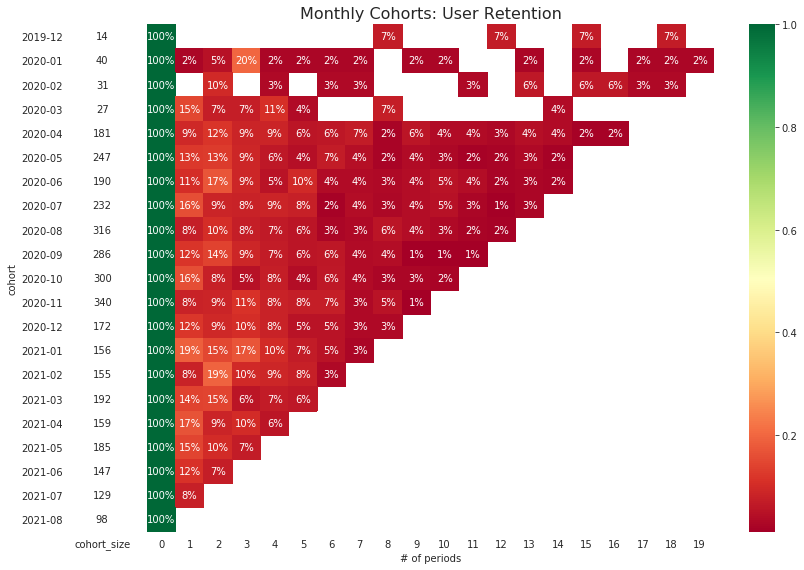 Monthly Cohorts: User Retention
2019-12 14 100% 7% 7% 7% 7% 1.0
2020-01 40 100% 2% 5% 20% 2% 2% 2% 2% 2% 2% 2% 2% 2% 2% 2%
2020-02 31 100% 10% 3% 3% 3% 3% 6% 6% 6% 3% 3%
2020-03 27 100% 15% 7% 7% 11% 4% 7% 4%
2020-04 181 100% 9% 12% 9% 9% 6% 6% 7% 2% 6% 4% 4% 3% 4% 4% 2% 2% 0.8
2020-05 247 100% 13% 13% 9% 6% 4% 7% 4% 2% 4% 3% 2% 2% 3% 2%
2020-06 190 100% 11% 17% 9% 5% 10% 4% 4% 3% 4% 5% 4% 2% 3% 2%
2020-07 232 100% 16% 9% 8% 9% 8% 2% 4% 3% 4% 5% 3% 1% 3%
2020-08 316 100% 8% 10% 8% 7% 6% 3% 3% 6% 4% 3% 2% 2% 0.6
2020-09 286 100% 12% 14% 9% 7% 6% 6% 4% 4% 1% 1% 1%
cohort
2020-10 300 100% 16% 8% 5% 8% 4% 6% 4% 3% 3% 2%
2020-11 340 100% 8% 9% 11% 8% 8% 7% 3% 5% 1%
2020-12 172 100% 12% 9% 10% 8% 5% 5% 3% 3% 0.4
2021-01 156 100% 19% 15% 17% 10% 7% 5% 3%
2021-02 155 100% 8% 19% 10% 9% 8% 3%
2021-03 192 100% 14% 15% 6% 7% 6%
2021-04 159 100% 17% 9% 10% 6% 0.2
2021-05 185 100% 15% 10% 7%
2021-06 147 100% 12% 7%
2021-07 129 100% 8%
2021-08 98 100%
cohort_size 0 1 2 3 4 5 6 7 8 9 10 11 12 13 14 15 16 17 18 19
# of periods